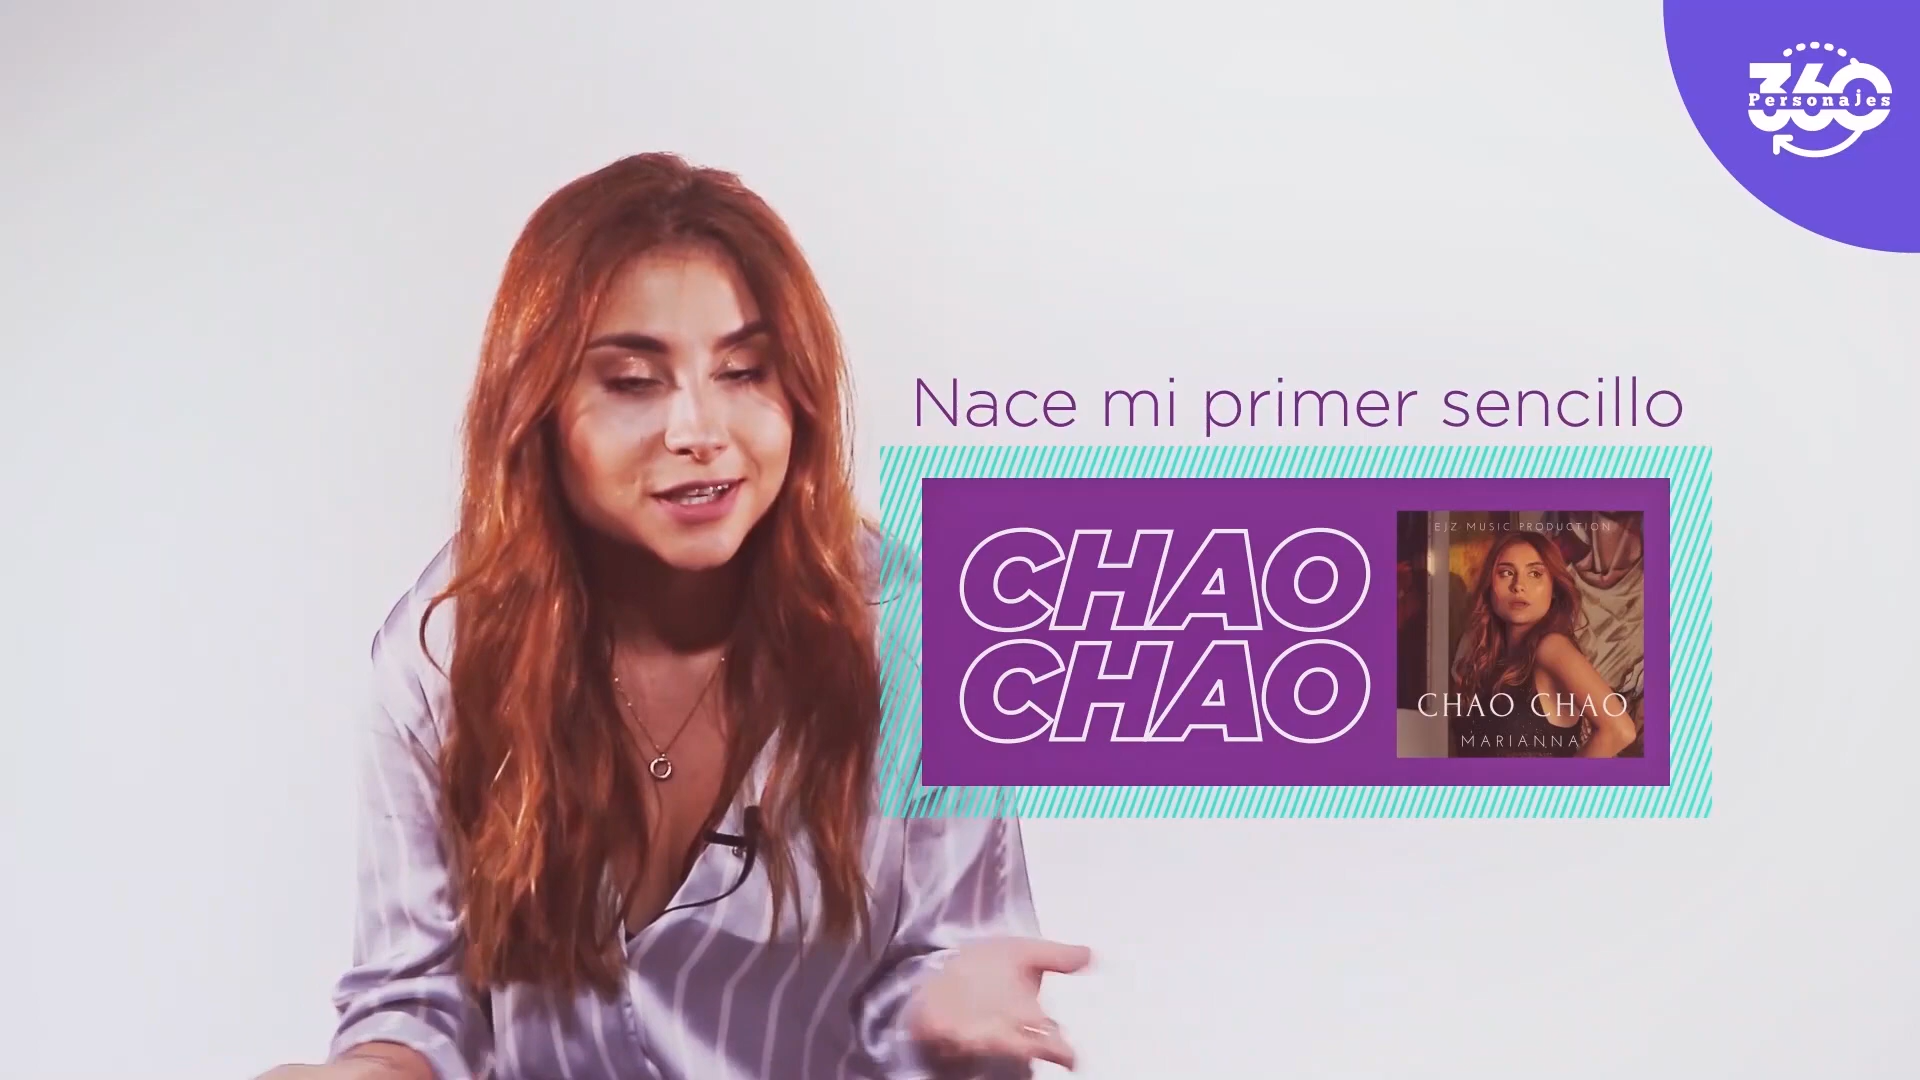 360
Personajes
Nace mi primer sencillo
CHAO
CHAO
EJZ MUSIC PRODUCTION
CHAO CHAO
MARIANNA